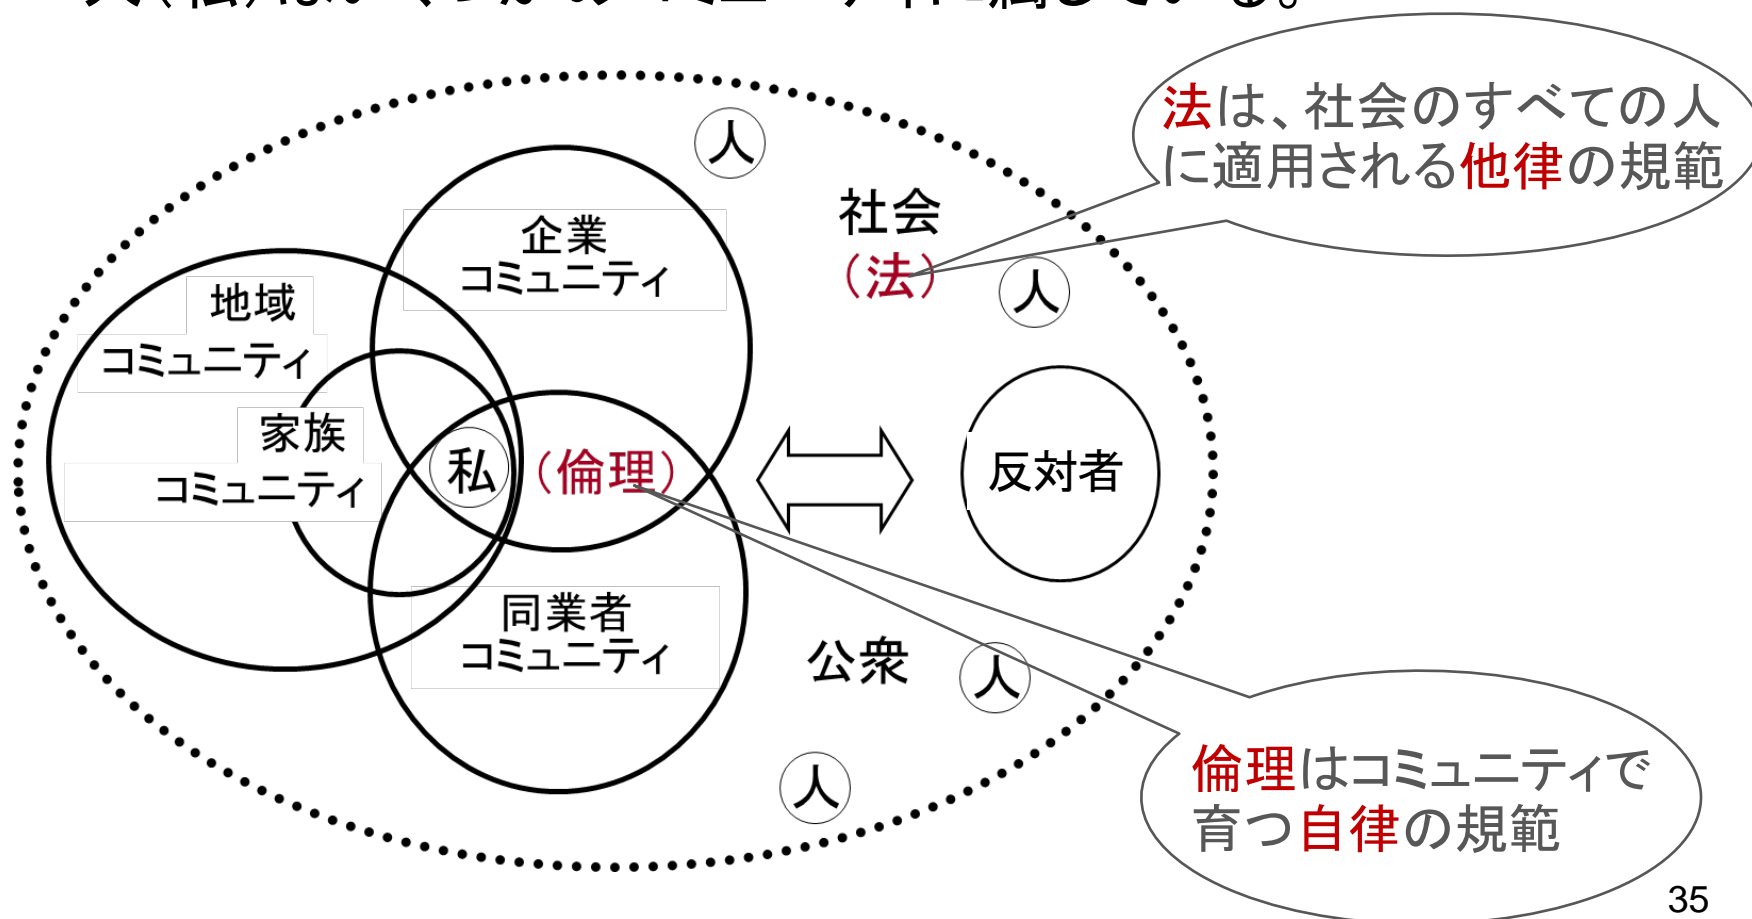 人
社会
（法）
法は、社会のすべての人
に適用される他律の規範
企業
コミュニティ
地域
コミュニティ
人
家族
コミュニティ
私
（倫理）
反対者
同業者
コミュニティ
公衆
人
人
倫理はコミュニティで
育つ自律の規範
35